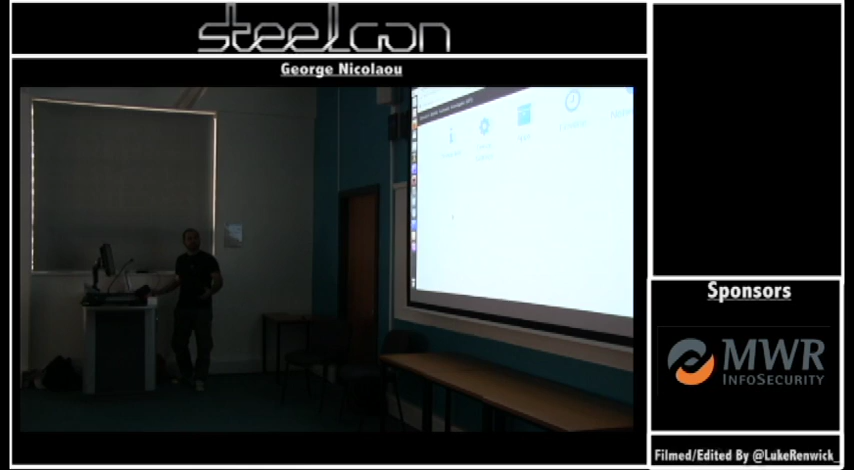 steelcon
George Nicolaou
Sponsors
MWR
INFOSECURITY
Filmed/Edited By @LukeRenwick_